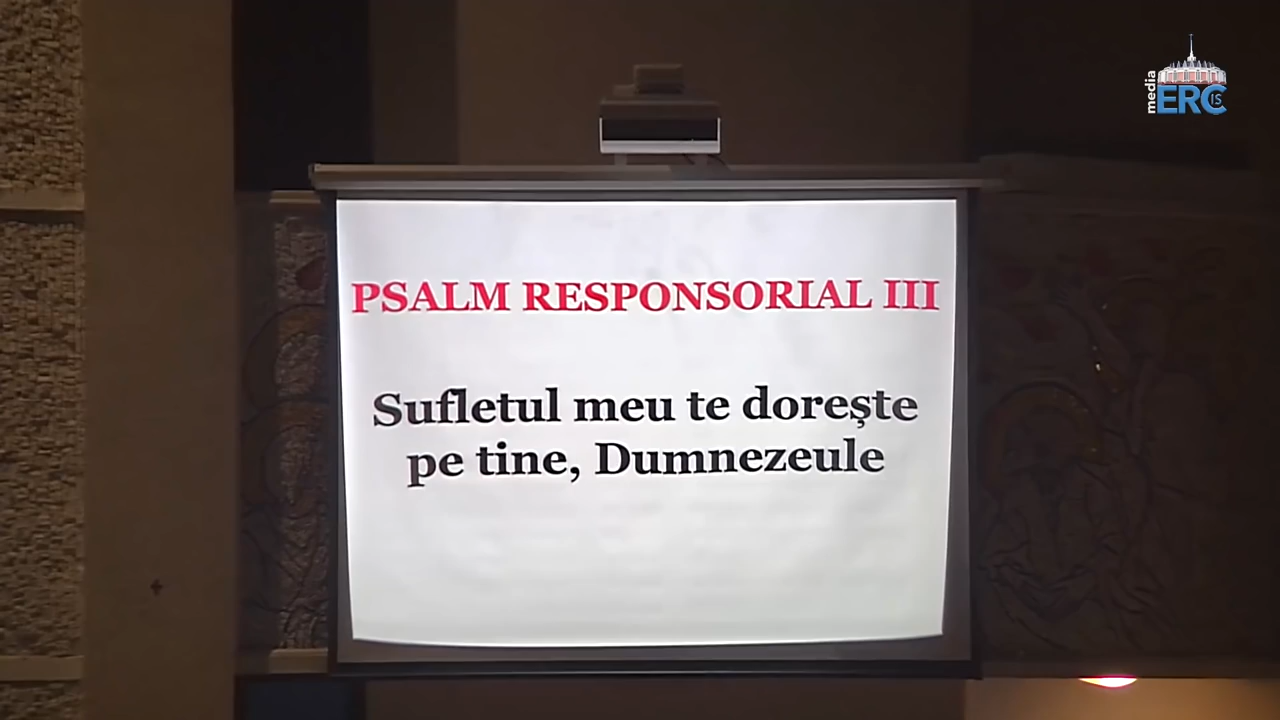 media
ERC
IS
PSALM RESPONSORIAL III
Sufletul meu te dorește
pe tine, Dumnezeule